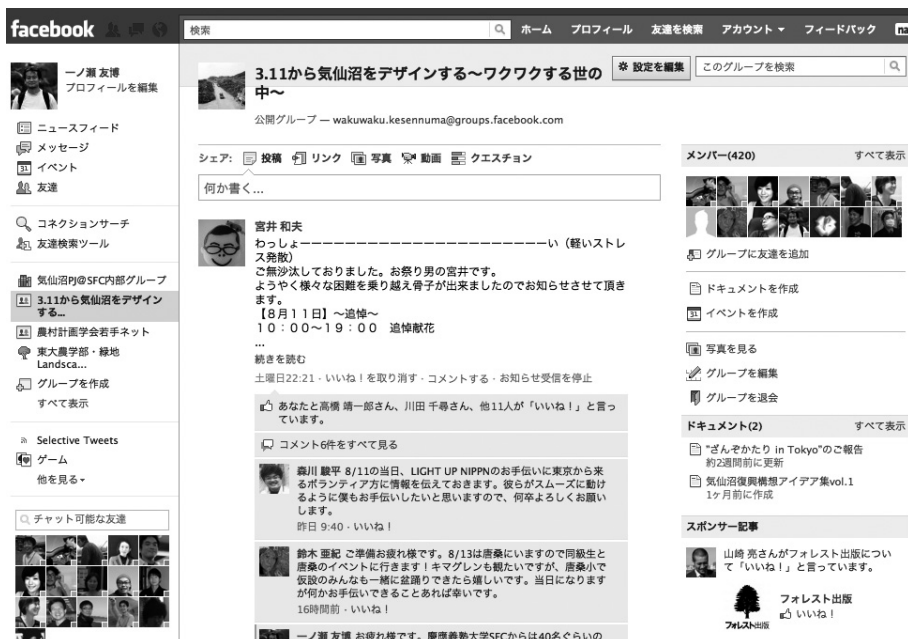 facebook
検索
ホーム プロフィール 友達を検索 アカウント フィードバック
一ノ瀬 友博
プロフィールを編集
ニュースフィード
メッセージ
イベント
友達
コネクションサーチ
友達検索ツール
気仙沼PJ@SFC内部グループ
3.11から気仙沼をデザイン
する...
農村計画学会若手ネット
東大農学部・緑地
Landsca...
グループを作成
すべて表示
Selective Tweets
ゲーム
他を見る
チャット可能な友達
3.11から気仙沼をデザインする〜ワクワクする世の
中〜
公開グループ — wakuwaku.kesennuma@groups.facebook.com
設定を編集
このグループを検索
シェア: 投稿 リンク 写真 動画 クエスチョン
何か書く...
宮井 和夫
わっしょーーーーーーーーーーーーーーーーーーーーーーい（軽いストレ
ス発散）
ご無沙汰しておりました。お祭り男の宮井です。
ようやく様々な困難を乗り越え骨子が出来ましたのでお知らせさせて頂き
ます。
【８月１１日】〜追悼〜
１０：００〜１９：００ 追悼献花
...
続きを読む
土曜日22:21・いいね！を取り消す・コメントする・お知らせ受信を停止
あなたと高橋 靖一郎さん、川田 千尋さん、他11人が「いいね！」と言っ
ています。
コメント6件をすべて見る
森川 駿平 8/11の当日、LIGHT UP NIPPNのお手伝いに東京から来
るボランティア方に情報を伝えておきます。彼らがスムーズに動け
るように僕もお手伝いしたいと思いますので、何卒よろしくお願い
します。
昨日 9:40・いいね！
鈴木 亜紀 ご準備お疲れ様です。8/13は唐桑にいますので同級生と
唐桑のイベントに行きます！キマグレンも観たいですが、唐桑小で
仮設のみんなも一緒に盆踊りできたら嬉しいです。当日になります
が何かお手伝いできることあれば幸いです。
16時間前・いいね！
一ノ瀬 友博 お疲れ様です。慶應義塾大学SFCからは40名ぐらいの
メンバー(420) すべて表示
グループに友達を追加
ドキュメントを作成
イベントを作成
写真を見る
グループを編集
グループを退会
ドキュメント(2) すべて表示
"ざんぞかたり in Tokyo"のご報告
約2週間前に更新
気仙沼復興構想アイデア集vol.1
1ヶ月前に作成
スポンサー記事
山崎 亮さんがフォレスト出版につい
て「いいね！」と言っています。
フォレスト出版
いいね！
フォレスト出版